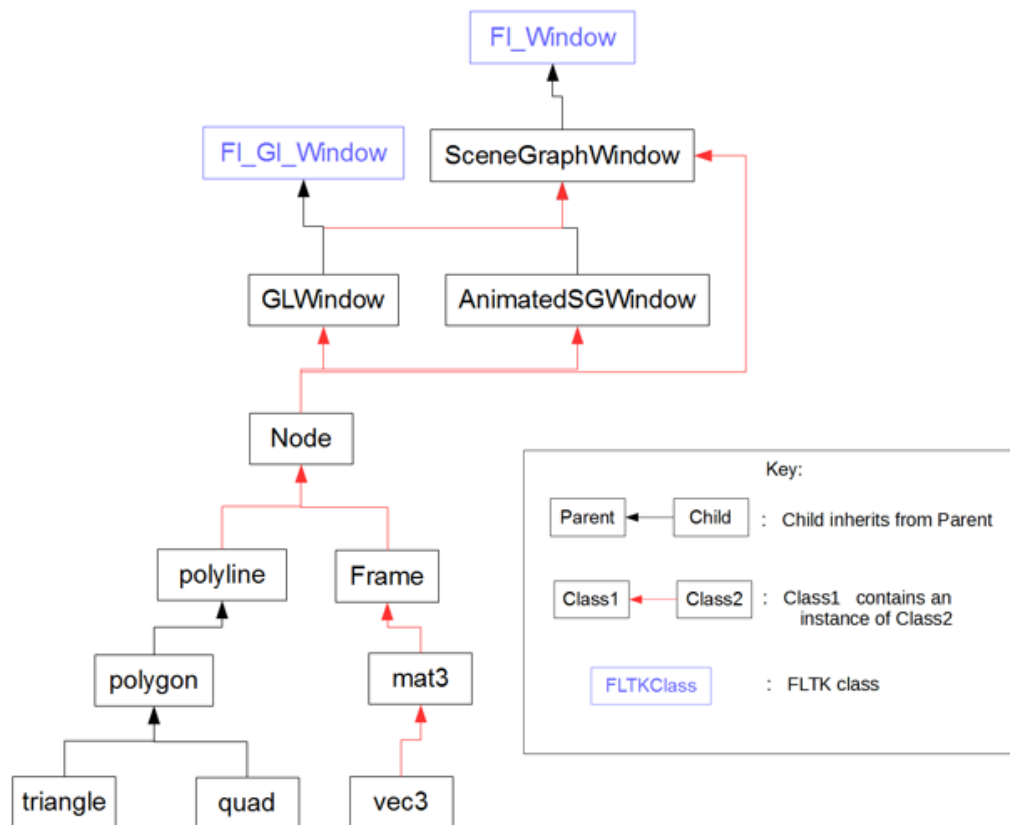 Fl_Window
Fl_Gl_Window
SceneGraphWindow
GLWindow
AnimatedSGWindow
Node
polyline
Frame
polygon
mat3
triangle
quad
vec3
Key:
Parent
Child
: Child inherits from Parent
Class1
Class2
: Class1 contains an
instance of Class2
FLTKClass
: FLTK class